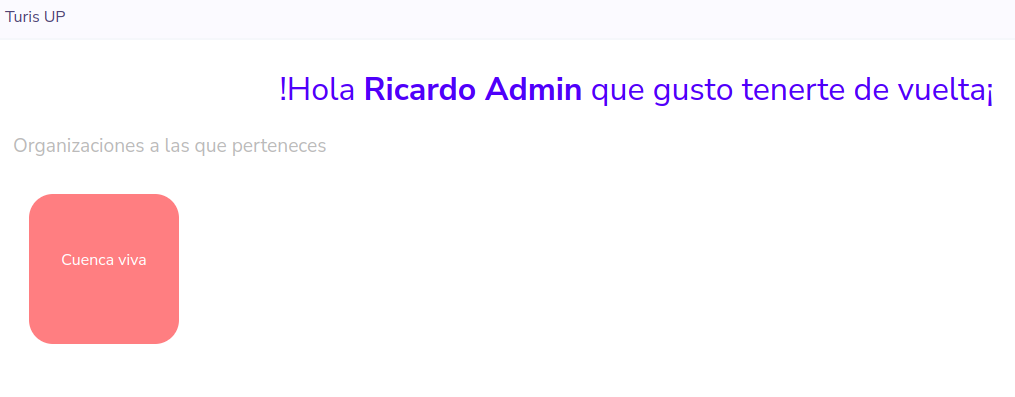 Turis UP
!Hola Ricardo Admin que gusto tenerte de vuelta¡
Organizaciones a las que perteneces
Cuenca viva